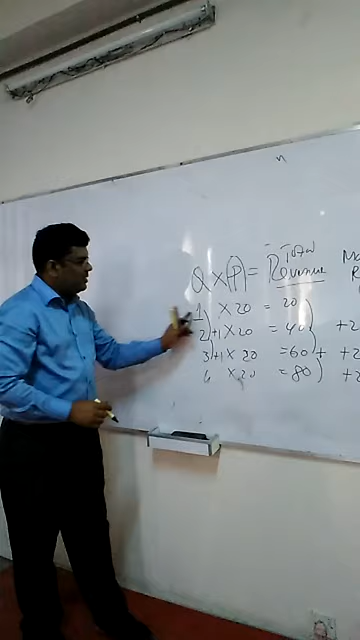 n
Q X (P) = Total Revenue Ma
R
1 X 20 = 20
2 +1 X 20 = 40 +2
3 +1 X 20 = 60 + +2
X 20 = 80 +2